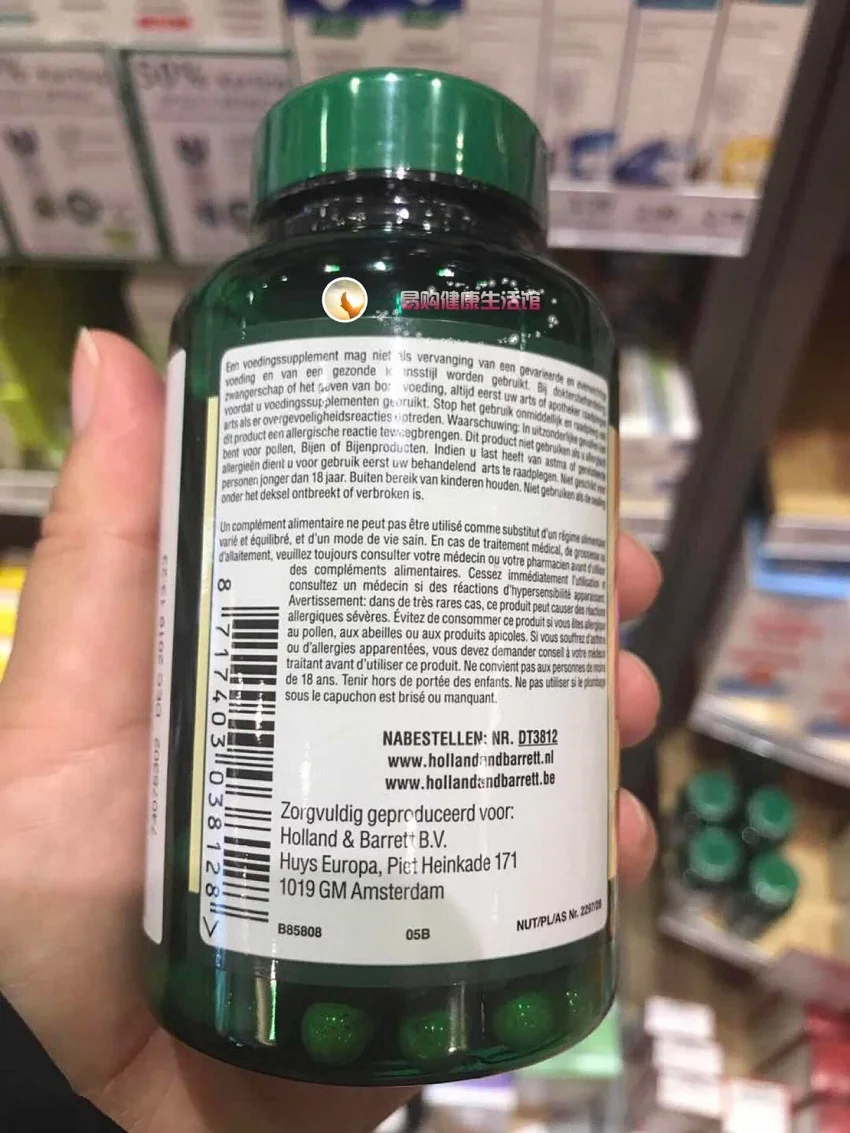 50%
易购健康生活馆
Een voedingssupplement mag niet als vervanging van een gevarieerde en
voeding en van een gezonde worden gebruikt. Bij
zwangerschap of het geven van voeding, altijd eerst uw arts of apotheker
voordat u voedingssupplementen gebruikt. Stop het gebruik onmiddellijk en
arts als er overgevoeligheidsreacties optreden. Waarschuwing: In uitzonderlijke
dit product een allergische reactie teweegbrengen. Dit product niet gebruiken als u
bent voor pollen, Bijen of Bijenproducten. Indien u last heeft van astma of
allergieën dient u voor gebruik eerst uw behandelend arts te raadplegen. Niet geschikt voor
personen jonger dan 18 jaar. Buiten bereik van kinderen houden. Niet gebruiken als de
onder het deksel ontbreekt of verbroken is.
Un complément alimentaire ne peut pas être utilisé comme substitut d'un régime alimentaire
varié et équilibré, et d'un mode de vie sain. En cas de traitement médical, de grossesse ou
d'allaitement, veuillez toujours consulter votre médecin ou votre pharmacien avant d'utiliser
des compléments alimentaires. Cessez immédiatement l'utilisation et
consultez un médecin si des réactions d'hypersensibilité apparaissent.
Avertissement: dans de très rares cas, ce produit peut causer des réactions
allergiques sévères. Évitez de consommer ce produit si vous êtes allergique
au pollen, aux abeilles ou aux produits apicoles. Si vous souffrez d'asthme
ou d'allergies apparentées, vous devez demander conseil à votre médecin
traitant avant d'utiliser ce produit. Ne convient pas aux personnes de moins
de 18 ans. Tenir hors de portée des enfants. Ne pas utiliser si le plombage
sous le capuchon est brisé ou manquant.
8 717403 038128 >
DEC 2019
NABESTELLEN: NR. DT3812
www.hollandandbarrett.nl
www.hollandandbarrett.be
Zorgvuldig geproduceerd voor:
Holland & Barrett B.V.
Huys Europa, Piet Heinkade 171
1019 GM Amsterdam
B85808
05B
NUT/PL/AS Nr. 2297/28